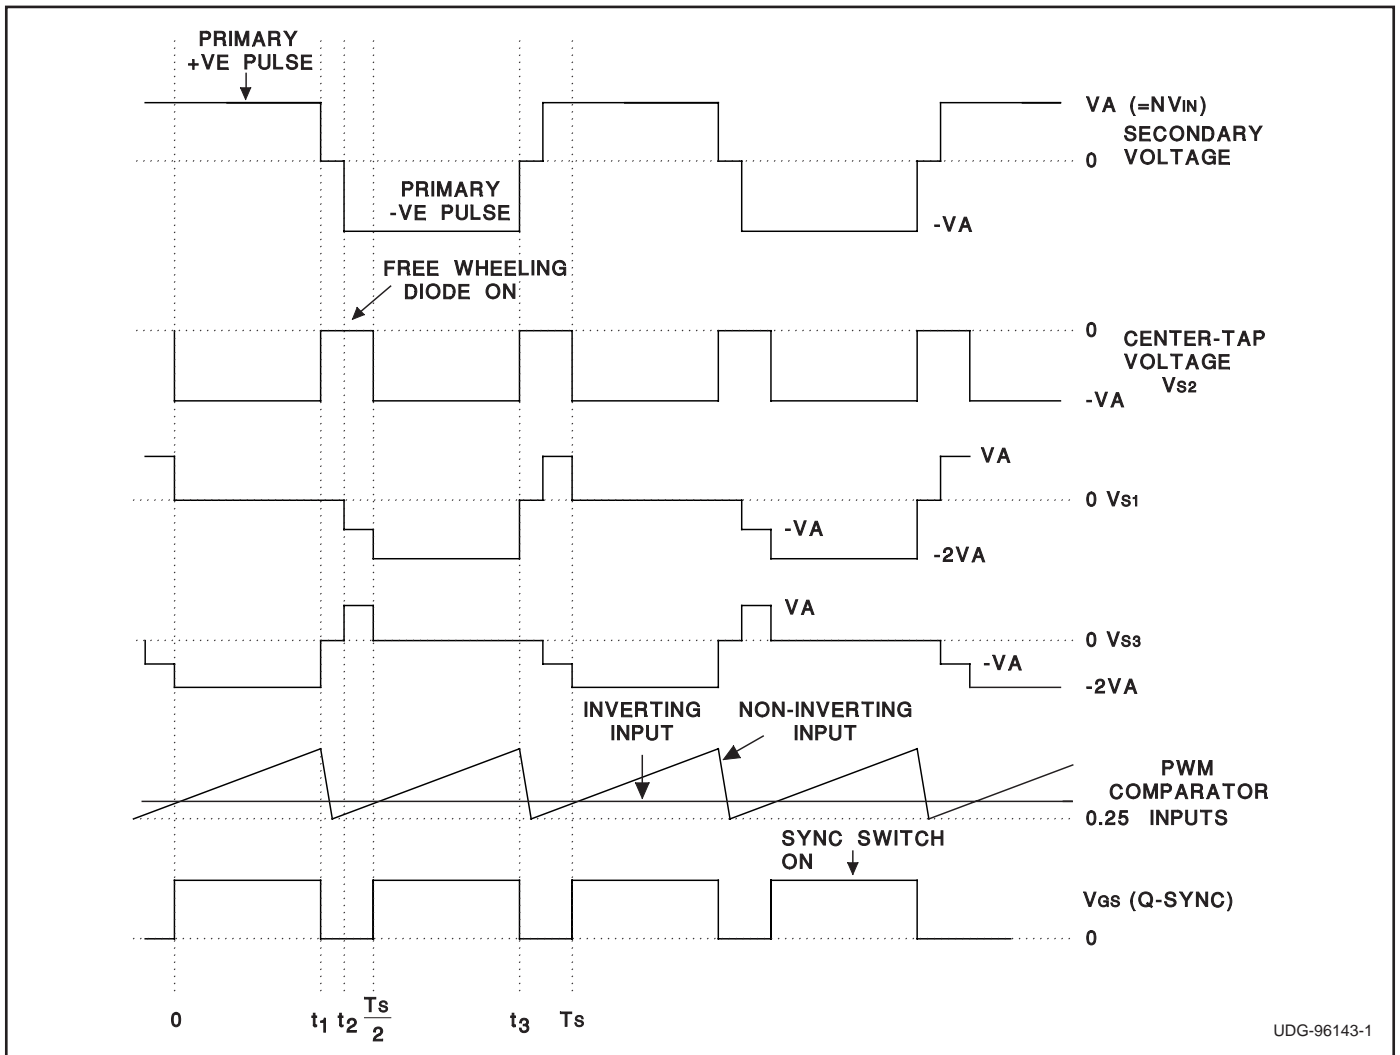 PRIMARY
+VE PULSE
VA (=NVIN)
SECONDARY
VOLTAGE
0
PRIMARY
-VE PULSE
-VA
FREE WHEELING
DIODE ON
0
CENTER-TAP
VOLTAGE
VS2
-VA
VA
0 VS1
-VA
-2VA
VA
0 VS3
-VA
-2VA
INVERTING
INPUT
NON-INVERTING
INPUT
PWM
COMPARATOR
0.25 INPUTS
SYNC SWITCH
ON
VGS (Q-SYNC)
0
0 t1 t2 Ts/2 t3 Ts
UDG-96143-1